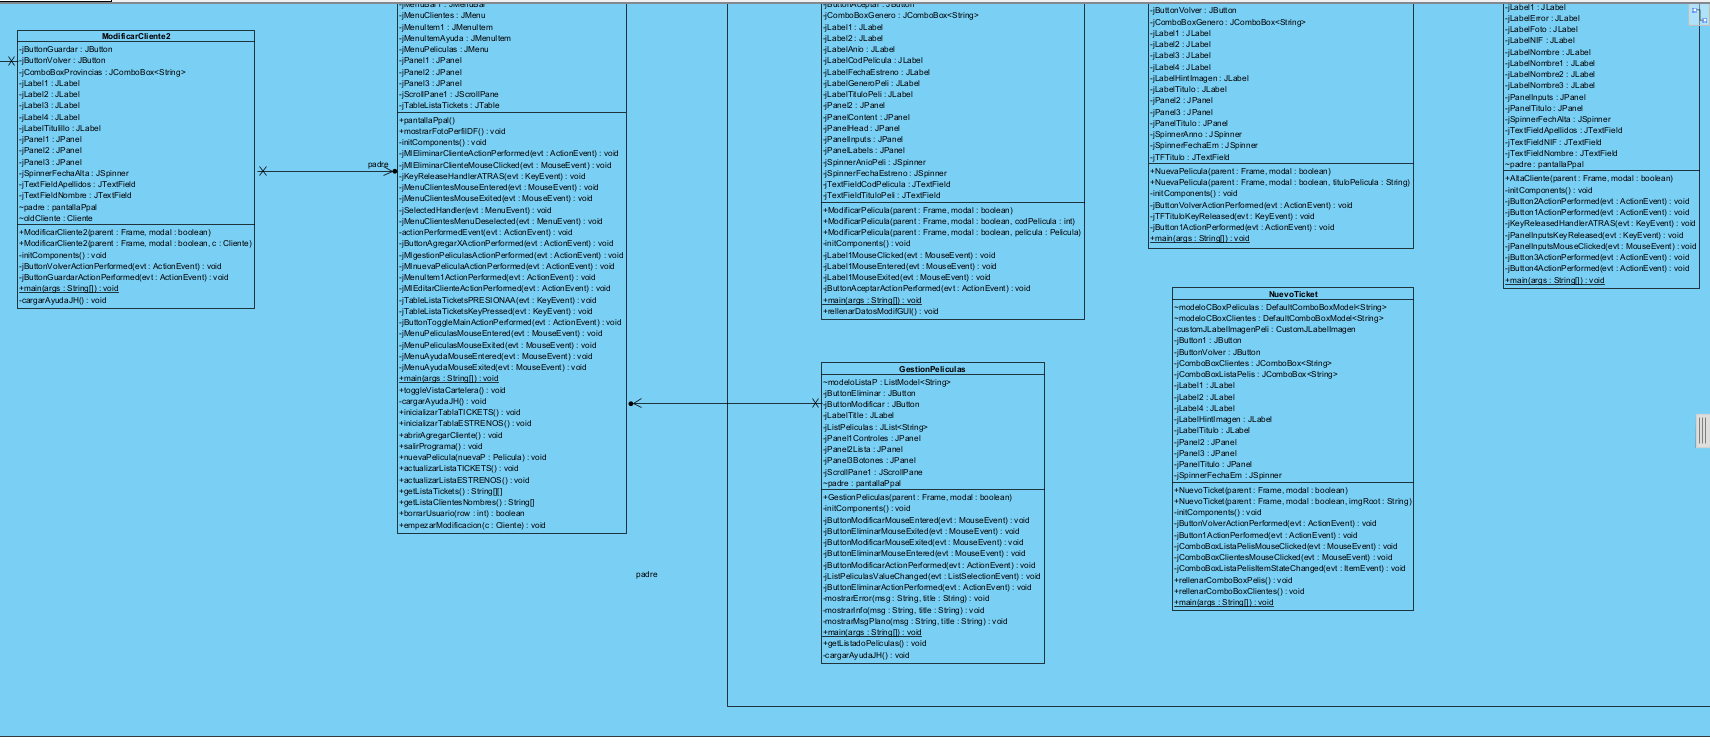 ModificarCliente2
-jButtonGuardar : JButton
-jButtonVolver : JButton
-jComboBoxProvincias : JComboBox<String>
-jLabel1 : JLabel
-jLabel2 : JLabel
-jLabel3 : JLabel
-jLabel4 : JLabel
-jLabelTitulillo : JLabel
-jPanel1 : JPanel
-jPanel2 : JPanel
-jPanel3 : JPanel
-jSpinnerFechaAlta : JSpinner
-jTextFieldApellidos : JTextField
-jTextFieldNombre : JTextField
~padre : pantallaPpal
~oldCliente : Cliente
+ModificarCliente2(parent : Frame, modal : boolean)
+ModificarCliente2(parent : Frame, modal : boolean, c : Cliente)
-initComponents() : void
-jButtonVolverActionPerformed(evt : ActionEvent) : void
-jButtonGuardarActionPerformed(evt : ActionEvent) : void
+main(args : String[]) : void
-cargarAyudaJH() : void
padre
-jMenuBar1 : JMenuBar
-jMenuClientes : JMenu
-jMenuItem1 : JMenuItem
-jMenuItemAyuda : JMenuItem
-jMenuPeliculas : JMenu
-jPanel1 : JPanel
-jPanel2 : JPanel
-jPanel3 : JPanel
-jScrollPane1 : JScrollPane
-jTableListaTickets : JTable
+pantallaPpal()
+mostrarFotoPerfilDF() : void
-initComponents() : void
-jMIEliminarClienteActionPerformed(evt : ActionEvent) : void
-jMIEliminarClienteMouseClicked(evt : MouseEvent) : void
-jKeyReleaseHandlerATRAS(evt : KeyEvent) : void
-jMenuClientesMouseEntered(evt : MouseEvent) : void
-jMenuClientesMouseExited(evt : MouseEvent) : void
-jSelectedHandler(evt : MenuEvent) : void
-jMenuClientesMenuDeselected(evt : MenuEvent) : void
-actionPerformedEvent(evt : ActionEvent) : void
-jButtonAgregarXActionPerformed(evt : ActionEvent) : void
-jMIgestionPeliculasActionPerformed(evt : ActionEvent) : void
-jMInuevaPeliculaActionPerformed(evt : ActionEvent) : void
-jMenuItem1ActionPerformed(evt : ActionEvent) : void
-jMIEditarClienteActionPerformed(evt : ActionEvent) : void
-jTableListaTicketsPRESIONAA(evt : KeyEvent) : void
-jTableListaTicketsKeyPressed(evt : KeyEvent) : void
-jButtonToggleMainActionPerformed(evt : ActionEvent) : void
-jMenuPeliculasMouseEntered(evt : MouseEvent) : void
-jMenuPeliculasMouseExited(evt : MouseEvent) : void
-jMenuAyudaMouseEntered(evt : MouseEvent) : void
-jMenuAyudaMouseExited(evt : MouseEvent) : void
+main(args : String[]) : void
+toggleVistaCartelera() : void
-cargarAyudaJH() : void
+inicializarTablaTICKETS() : void
+inicializarTablaESTRENOS() : void
+abrirAgregarCliente() : void
+salirPrograma() : void
+nuevaPelicula(nuevaP : Pelicula) : void
+actualizarListaTICKETS() : void
+actualizarListaESTRENOS() : void
+getListaTickets() : String[][]
+getListaClientesNombres() : String[]
+borrarUsuario(row : int) : boolean
+empezarModificacion(c : Cliente) : void
padre
-jButtonAceptar : JButton
-jComboBoxGenero : JComboBox<String>
-jLabel1 : JLabel
-jLabel2 : JLabel
-jLabelAnio : JLabel
-jLabelCodPelicula : JLabel
-jLabelFechaEstreno : JLabel
-jLabelGeneroPeli : JLabel
-jLabelTituloPeli : JLabel
-jPanel2 : JPanel
-jPanelContent : JPanel
-jPanelHead : JPanel
-jPanelInputs : JPanel
-jPanelLabels : JPanel
-jSpinnerAnioPeli : JSpinner
-jSpinnerFechaEstreno : JSpinner
-jTextFieldCodPelicula : JTextField
-jTextFieldTituloPeli : JTextField
+ModificarPelicula(parent : Frame, modal : boolean)
+ModificarPelicula(parent : Frame, modal : boolean, codPelicula : int)
+ModificarPelicula(parent : Frame, modal : boolean, pelicula : Pelicula)
-initComponents() : void
-jLabel1MouseClicked(evt : MouseEvent) : void
-jLabel1MouseEntered(evt : MouseEvent) : void
-jLabel1MouseExited(evt : MouseEvent) : void
-jButtonAceptarActionPerformed(evt : ActionEvent) : void
+main(args : String[]) : void
+rellenarDatosModifGUI() : void
GestionPeliculas
~modeloListaP : ListModel<String>
-jButtonEliminar : JButton
-jButtonModificar : JButton
-jLabelTitle : JLabel
-jListPeliculas : JList<String>
-jPanel1Controles : JPanel
-jPanel2Lista : JPanel
-jPanel3Botones : JPanel
-jScrollPane1 : JScrollPane
~padre : pantallaPpal
+GestionPeliculas(parent : Frame, modal : boolean)
-initComponents() : void
-jButtonModificarMouseEntered(evt : MouseEvent) : void
-jButtonEliminarMouseExited(evt : MouseEvent) : void
-jButtonModificarMouseExited(evt : MouseEvent) : void
-jButtonEliminarMouseEntered(evt : MouseEvent) : void
-jButtonModificarActionPerformed(evt : ActionEvent) : void
-jListPeliculasValueChanged(evt : ListSelectionEvent) : void
-jButtonEliminarActionPerformed(evt : ActionEvent) : void
-mostrarError(msg : String, title : String) : void
-mostrarInfo(msg : String, title : String) : void
-mostrarMsgPlano(msg : String, title : String) : void
+main(args : String[]) : void
+getListadoPeliculas() : void
-cargarAyudaJH() : void
-jButtonVolver : JButton
-jComboBoxGenero : JComboBox<String>
-jLabel1 : JLabel
-jLabel2 : JLabel
-jLabel3 : JLabel
-jLabel4 : JLabel
-jLabelHintImagen : JLabel
-jLabelTitulo : JLabel
-jPanel2 : JPanel
-jPanel3 : JPanel
-jPanelTitulo : JPanel
-jSpinnerAnno : JSpinner
-jSpinnerFechaEm : JSpinner
-jTFTitulo : JTextField
+NuevaPelicula(parent : Frame, modal : boolean)
+NuevaPelicula(parent : Frame, modal : boolean, tituloPelicula : String)
-initComponents() : void
-jButtonVolverActionPerformed(evt : ActionEvent) : void
-jTFTituloKeyReleased(evt : KeyEvent) : void
-jButton1ActionPerformed(evt : ActionEvent) : void
+main(args : String[]) : void
NuevoTicket
~modeloCBoxPeliculas : DefaultComboBoxModel<String>
~modeloCBoxClientes : DefaultComboBoxModel<String>
-customJLabelImagenPeli : CustomJLabelImagen
-jButton1 : JButton
-jButtonVolver : JButton
-jComboBoxClientes : JComboBox<String>
-jComboBoxListaPelis : JComboBox<String>
-jLabel1 : JLabel
-jLabel2 : JLabel
-jLabel4 : JLabel
-jLabelHintImagen : JLabel
-jLabelTitulo : JLabel
-jPanel2 : JPanel
-jPanel3 : JPanel
-jPanelTitulo : JPanel
-jSpinnerFechaEm : JSpinner
+NuevoTicket(parent : Frame, modal : boolean)
+NuevoTicket(parent : Frame, modal : boolean, imgRoot : String)
-initComponents() : void
-jButtonVolverActionPerformed(evt : ActionEvent) : void
-jButton1ActionPerformed(evt : ActionEvent) : void
-jComboBoxListaPelisMouseClicked(evt : MouseEvent) : void
-jComboBoxClientesMouseClicked(evt : MouseEvent) : void
-jComboBoxListaPelisItemStateChanged(evt : ItemEvent) : void
+rellenarComboBoxPelis() : void
+rellenarComboBoxClientes() : void
+main(args : String[]) : void
-jLabel1 : JLabel
-jLabelError : JLabel
-jLabelFoto : JLabel
-jLabelNIF : JLabel
-jLabelNombre : JLabel
-jLabelNombre1 : JLabel
-jLabelNombre2 : JLabel
-jLabelNombre3 : JLabel
-jPanelInputs : JPanel
-jPanelTitulo : JPanel
-jSpinnerFechAlta : JSpinner
-jTextFieldApellidos : JTextField
-jTextFieldNIF : JTextField
-jTextFieldNombre : JTextField
~padre : pantallaPpal
+AltaCliente(parent : Frame, modal : boolean)
-initComponents() : void
-jButton2ActionPerformed(evt : ActionEvent) : void
-jButton1ActionPerformed(evt : ActionEvent) : void
-jKeyReleasedHandlerATRAS(evt : KeyEvent) : void
-jPanelInputsKeyReleased(evt : KeyEvent) : void
-jPanelInputsMouseClicked(evt : MouseEvent) : void
-jButton3ActionPerformed(evt : ActionEvent) : void
-jButton4ActionPerformed(evt : ActionEvent) : void
+main(args : String[]) : void